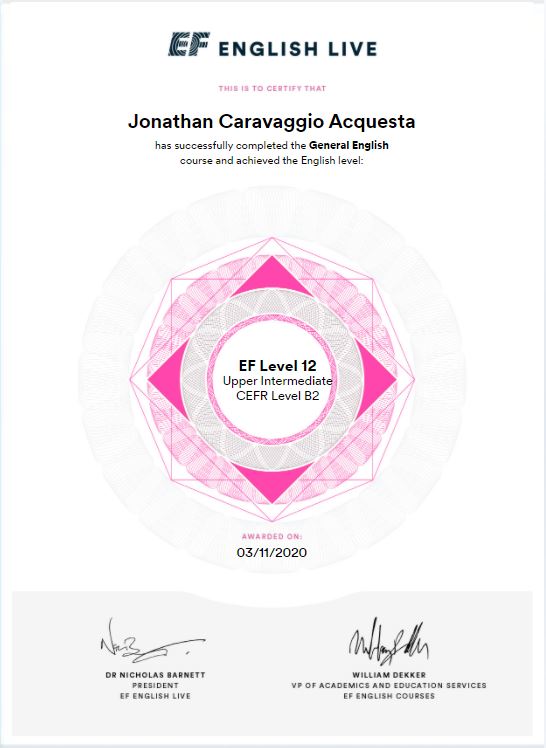 EF ENGLISH LIVE
THIS IS TO CERTIFY THAT
Jonathan Caravaggio Acquesta
has successfully completed the General English
course and achieved the English level:
EF Level 12
Upper Intermediate
CEFR Level B2
AWARDED ON:
03/11/2020
DR NICHOLAS BARNETT
PRESIDENT
EF ENGLISH LIVE
WILLIAM DEKKER
VP OF ACADEMICS AND EDUCATION SERVICES
EF ENGLISH COURSES